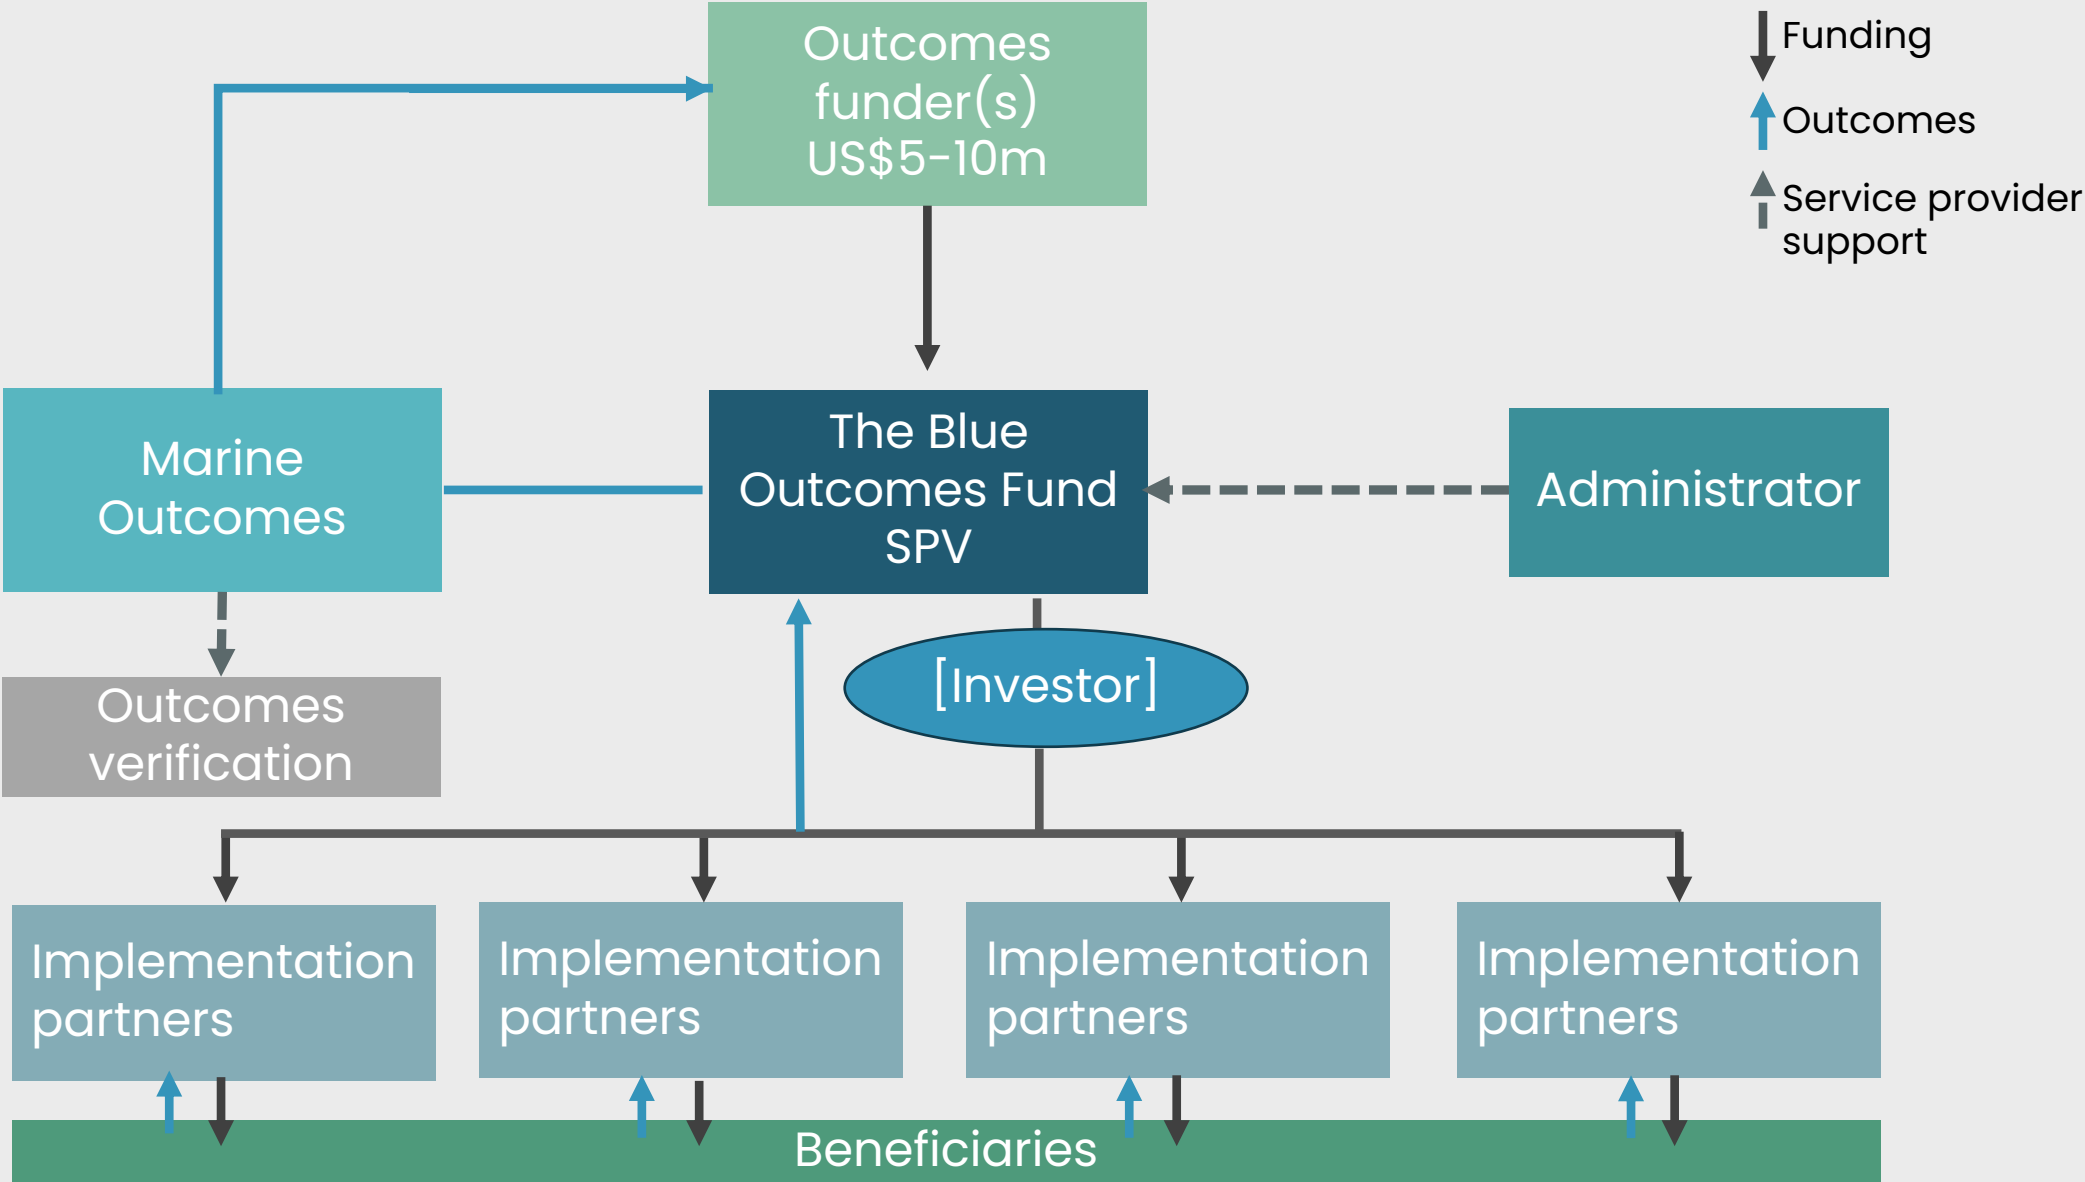 Outcomes
funder(s)
US$5-10m
Funding
Outcomes
Service provider
support
Marine
Outcomes
The Blue
Outcomes Fund
SPV
Administrator
[Investor]
Outcomes
verification
Implementation
partners
Implementation
partners
Implementation
partners
Implementation
partners
Beneficiaries